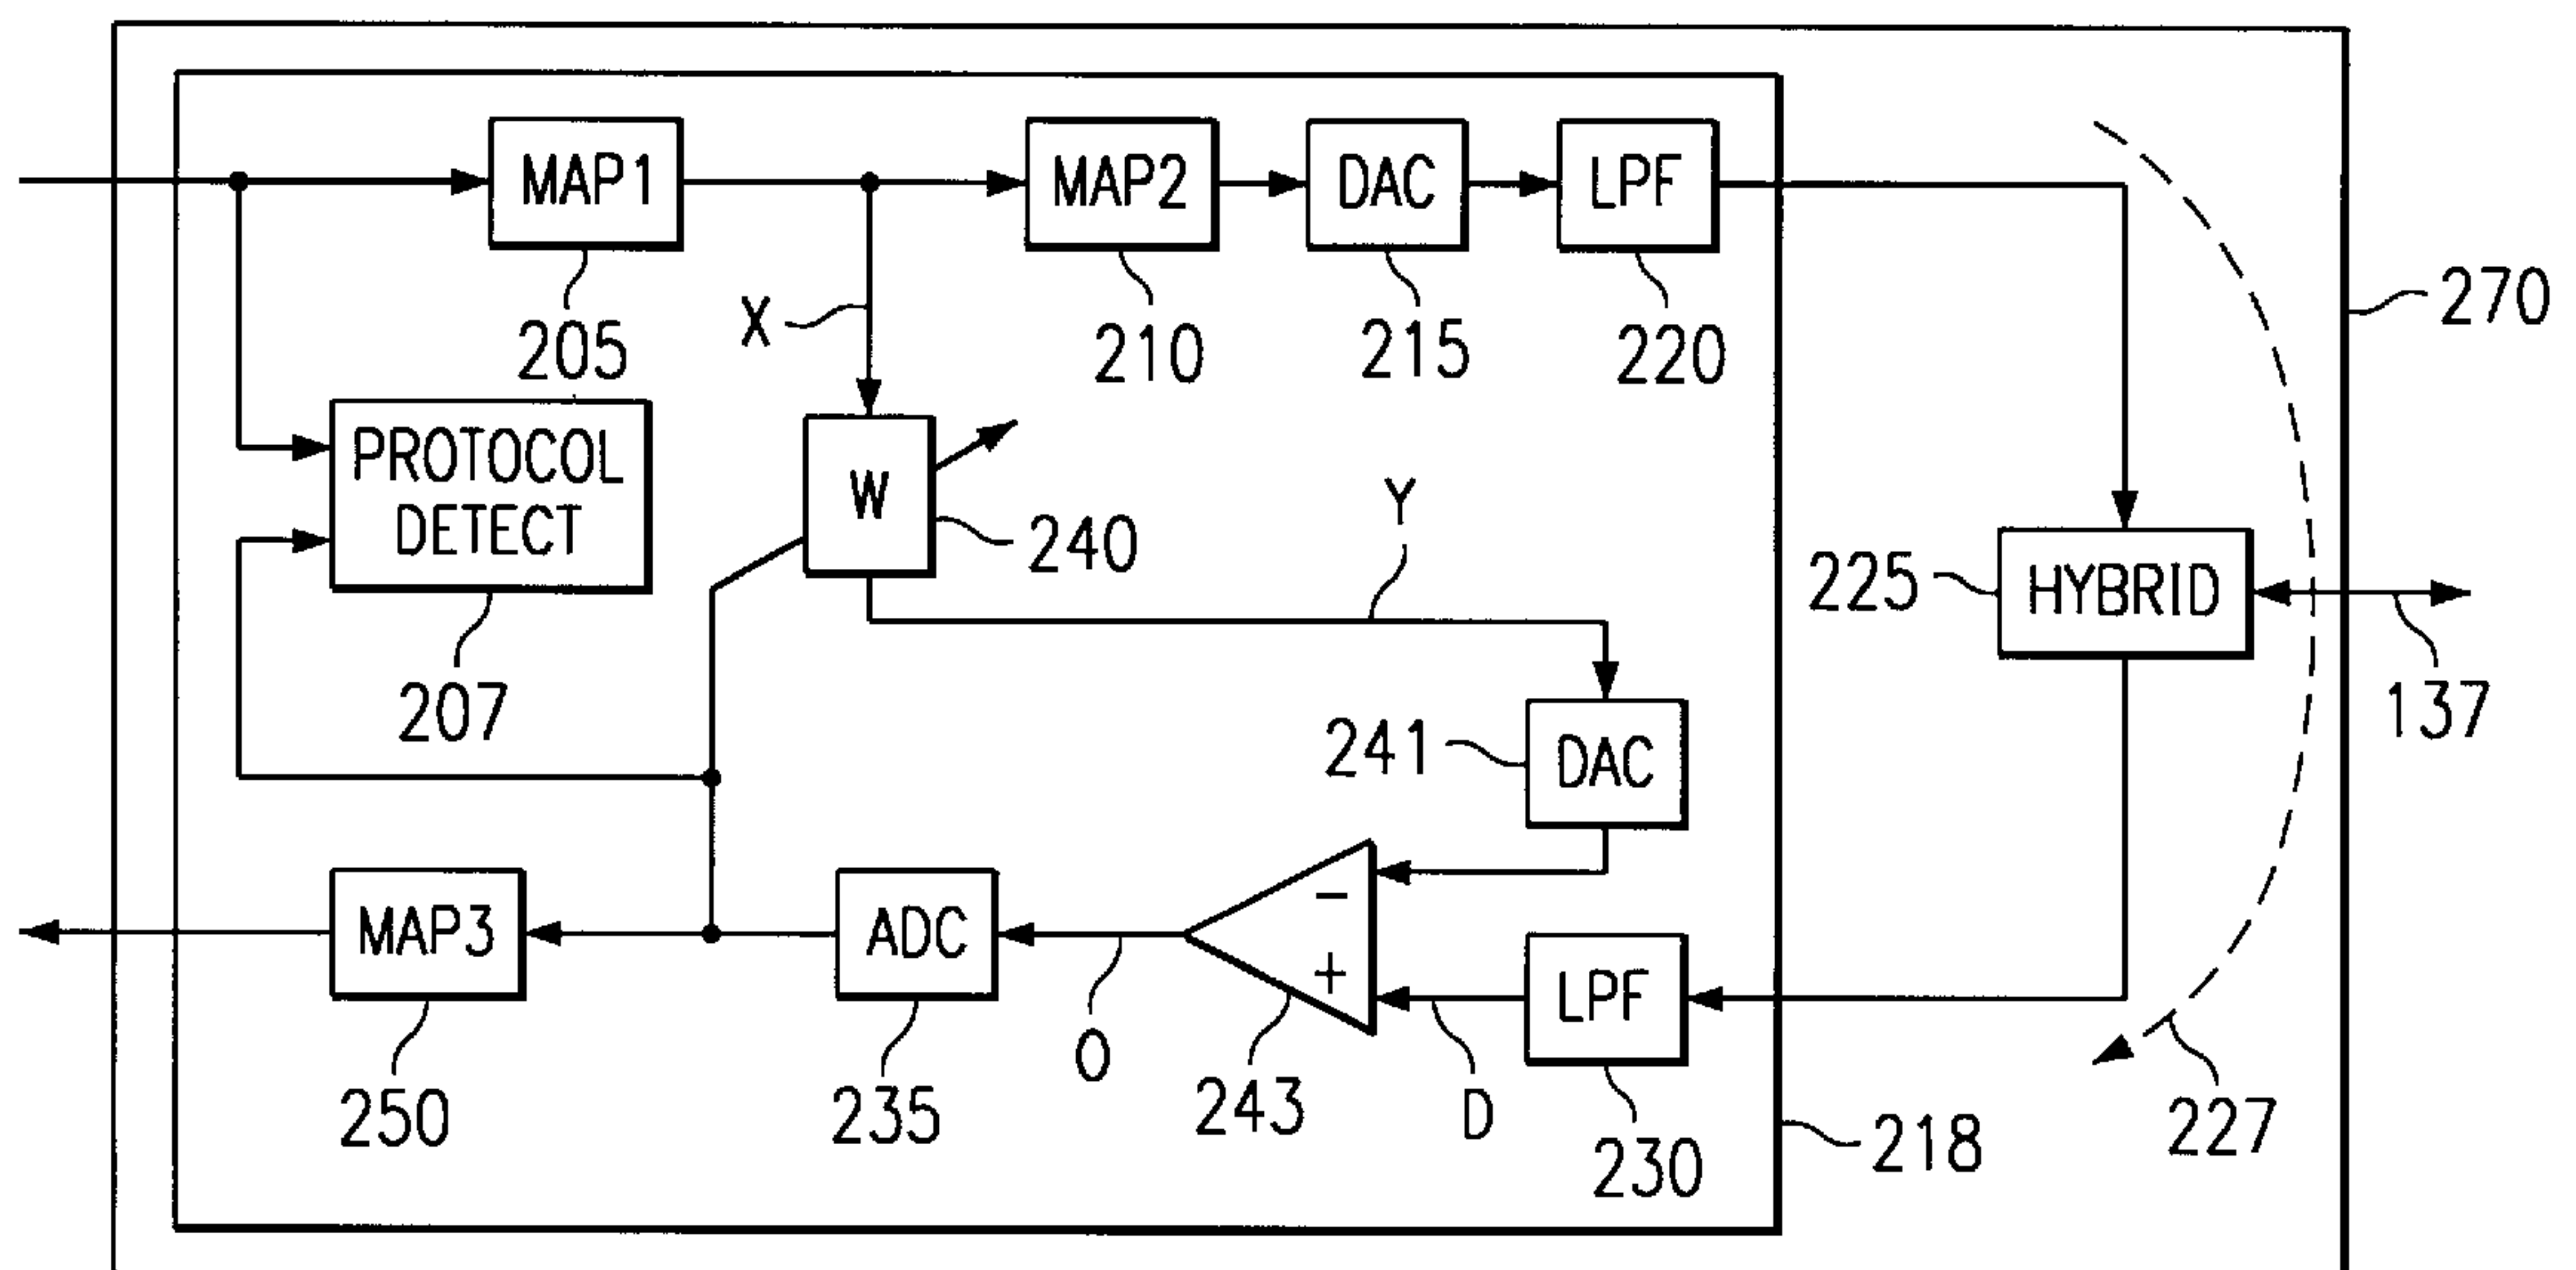 MAP1
MAP2
DAC
LPF
205
X
210
215
220
270
PROTOCOL
DETECT
W
240
Y
225
HYBRID
207
137
241
DAC
MAP3
ADC
−
+
LPF
250
235
O
243
D
230
218
227